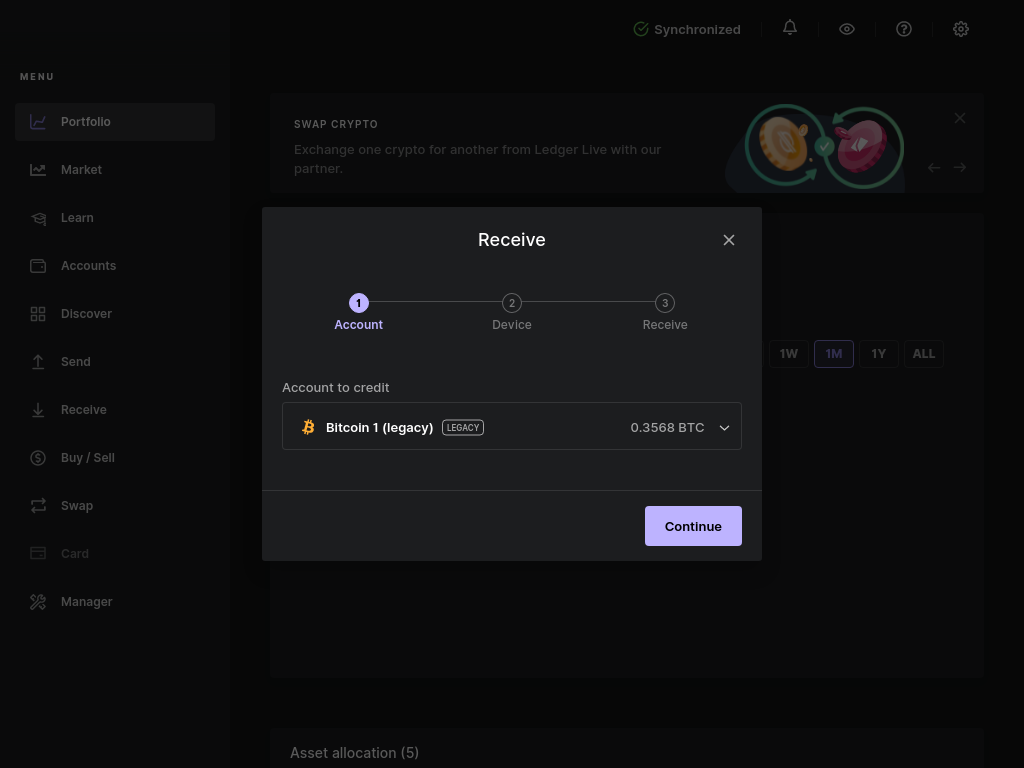 Synchronized
MENU
Portfolio
Market
Learn
Accounts
Discover
Send
Receive
Buy / Sell
Swap
Card
Manager
SWAP CRYPTO
Exchange one crypto for another from Ledger Live with our
partner.
1W
1M
1Y
ALL
Receive
1
2
3
Account
Device
Receive
Account to credit
Bitcoin 1 (legacy)
LEGACY
0.3568 BTC
Continue
Asset allocation (5)